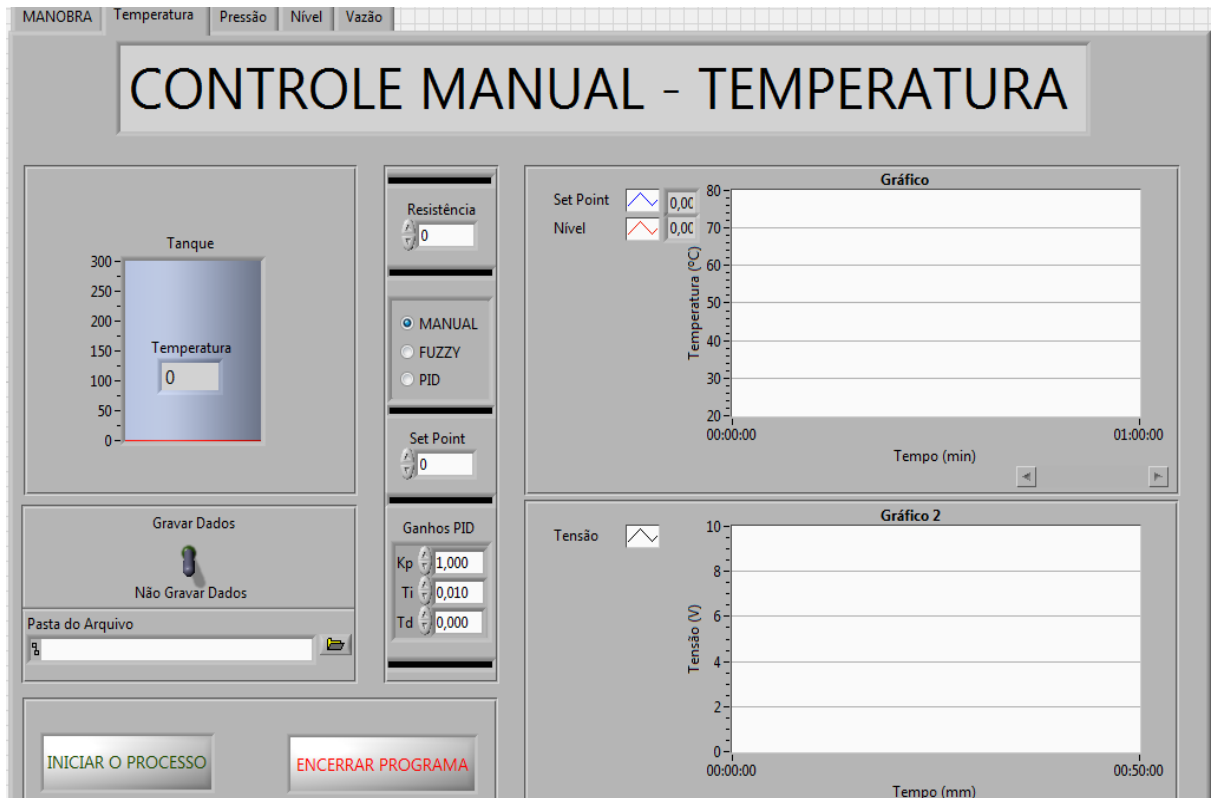 MANOBRA Temperatura Pressão Nível Vazão
CONTROLE MANUAL - TEMPERATURA
Tanque
300
250
200
150
100
50
0
Temperatura
0
Gravar Dados
Não Gravar Dados
Pasta do Arquivo
INICIAR O PROCESSO
ENCERRAR PROGRAMA
Resistência
0
MANUAL
FUZZY
PID
Set Point
0
Ganhos PID
Kp 1,000
Ti 0,010
Td 0,000
Gráfico
Set Point 0,00
Nível 0,00
Temperatura (ºC)
80
70
60
50
40
30
20
00:00:00 01:00:00
Tempo (min)
Gráfico 2
Tensão
Tensão (V)
10
8
6
4
2
0
00:00:00 00:50:00
Tempo (mm)